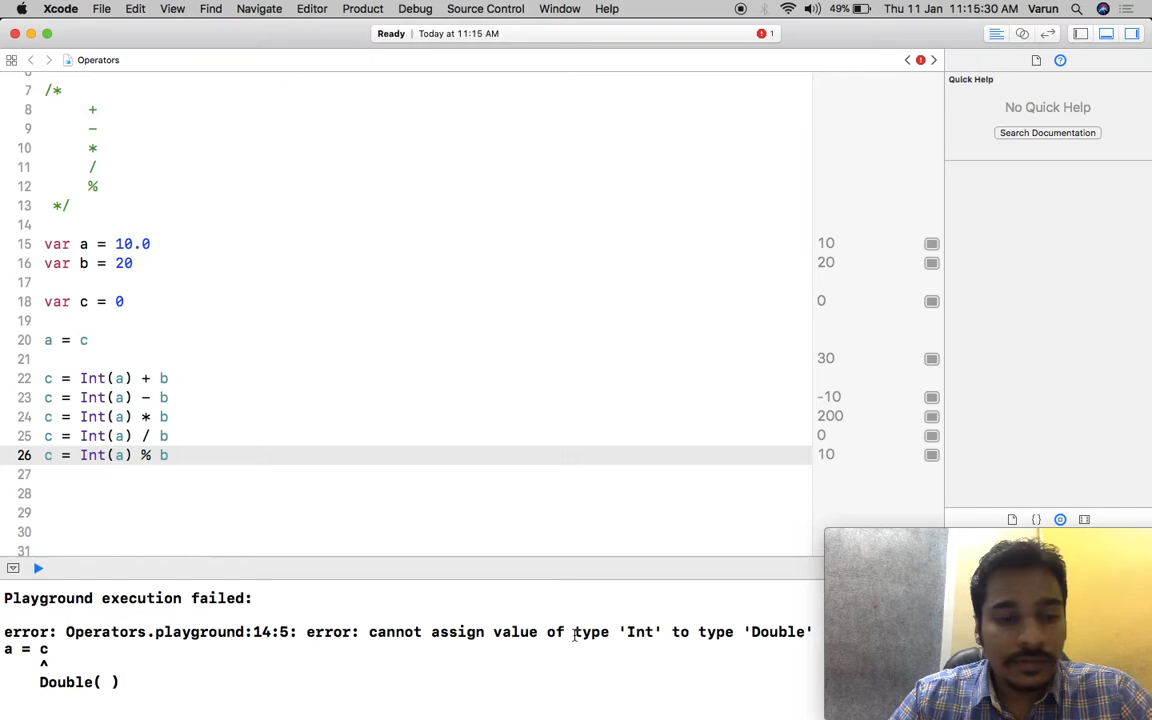 Xcode File Edit View Find Navigate Editor Product Debug Source Control Window Help 49% Thu 11 Jan 11:15:30 AM Varun
Ready | Today at 11:15 AM 1
Operators
Quick Help
No Quick Help
Search Documentation
6
7 /*
8 +
9 -
10 *
11 /
12 %
13 */
14
15 var a = 10.0 10
16 var b = 20 20
17
18 var c = 0 0
19
20 a = c
21
22 c = Int(a) + b 30
23 c = Int(a) - b -10
24 c = Int(a) * b 200
25 c = Int(a) / b 0
26 c = Int(a) % b 10
27
28
29
30
31
Playground execution failed:
error: Operators.playground:14:5: error: cannot assign value of type 'Int' to type 'Double'
a = c
^
Double( )